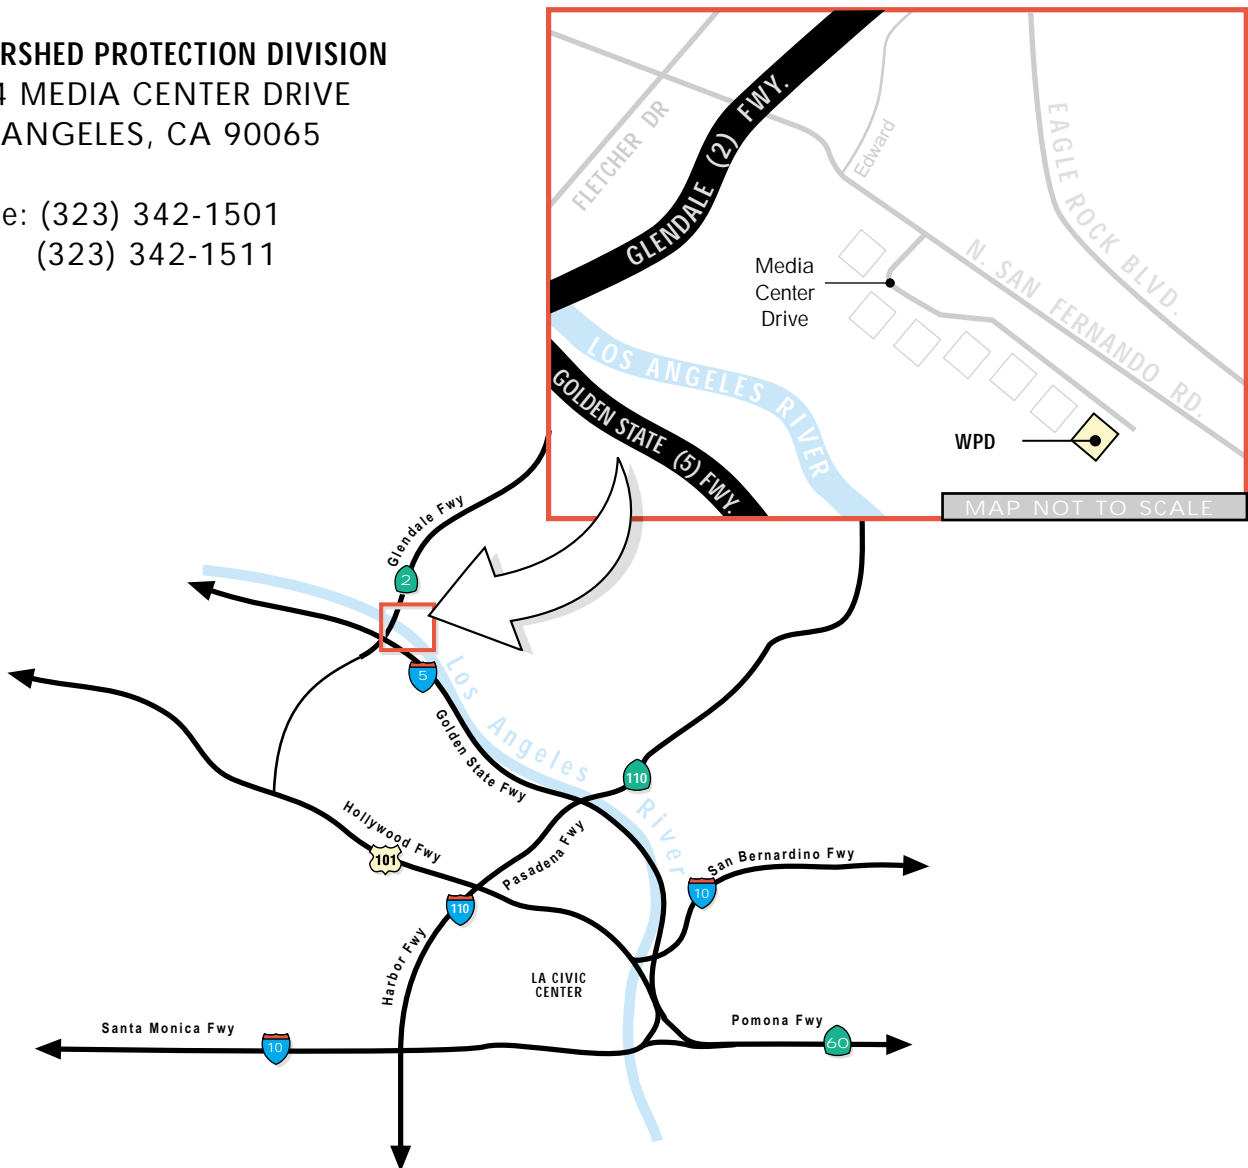 RSHED PROTECTION DIVISION
4 MEDIA CENTER DRIVE
ANGELES, CA 90065
e: (323) 342-1501
(323) 342-1511
FLETCHER DR
GLENDALE (2) FWY.
Edward
EAGLE ROCK BLVD.
N. SAN FERNANDO RD.
Media
Center
Drive
LOS ANGELES RIVER
GOLDEN STATE (5) FWY.
WPD
MAP NOT TO SCALE
Glendale Fwy
2
5
Los Angeles River
Golden State Fwy
110
Hollywood Fwy
101
Pasadena Fwy
San Bernardino Fwy
10
110
Harbor Fwy
LA CIVIC
CENTER
Santa Monica Fwy
10
Pomona Fwy
60